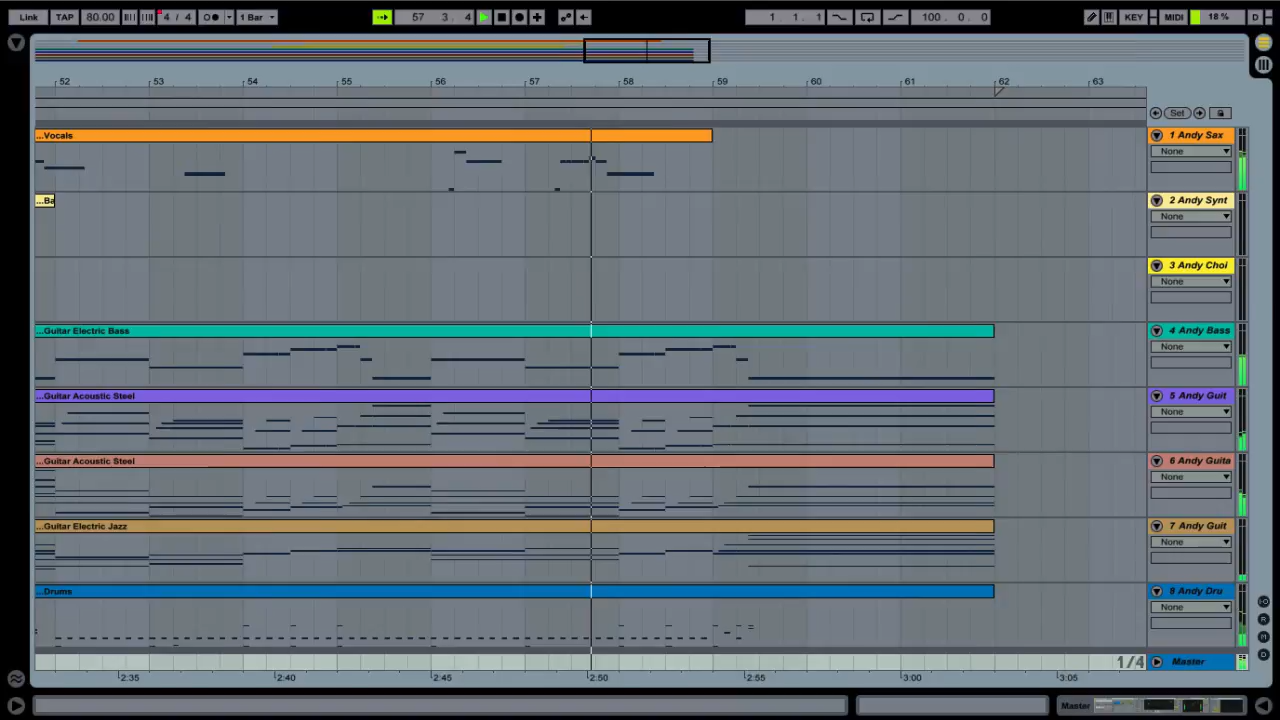 Link TAP 80.00 4 / 4 1 Bar 57 3 4 1 1 1 100 0 0 KEY MIDI 18 % D
52 53 54 55 56 57 58 59 60 61 62 63
Set
...Vocals 1 Andy Sax
None
...Ba 2 Andy Synt
None
3 Andy Choi
None
...Guitar Electric Bass 4 Andy Bass
None
...Guitar Acoustic Steel 5 Andy Guit
None
...Guitar Acoustic Steel 6 Andy Guita
None
...Guitar Electric Jazz 7 Andy Guit
None
...Drums 8 Andy Dru
None
I·O
R
M
D
1/4 Master
2:35 2:40 2:45 2:50 2:55 3:00 3:05
Master